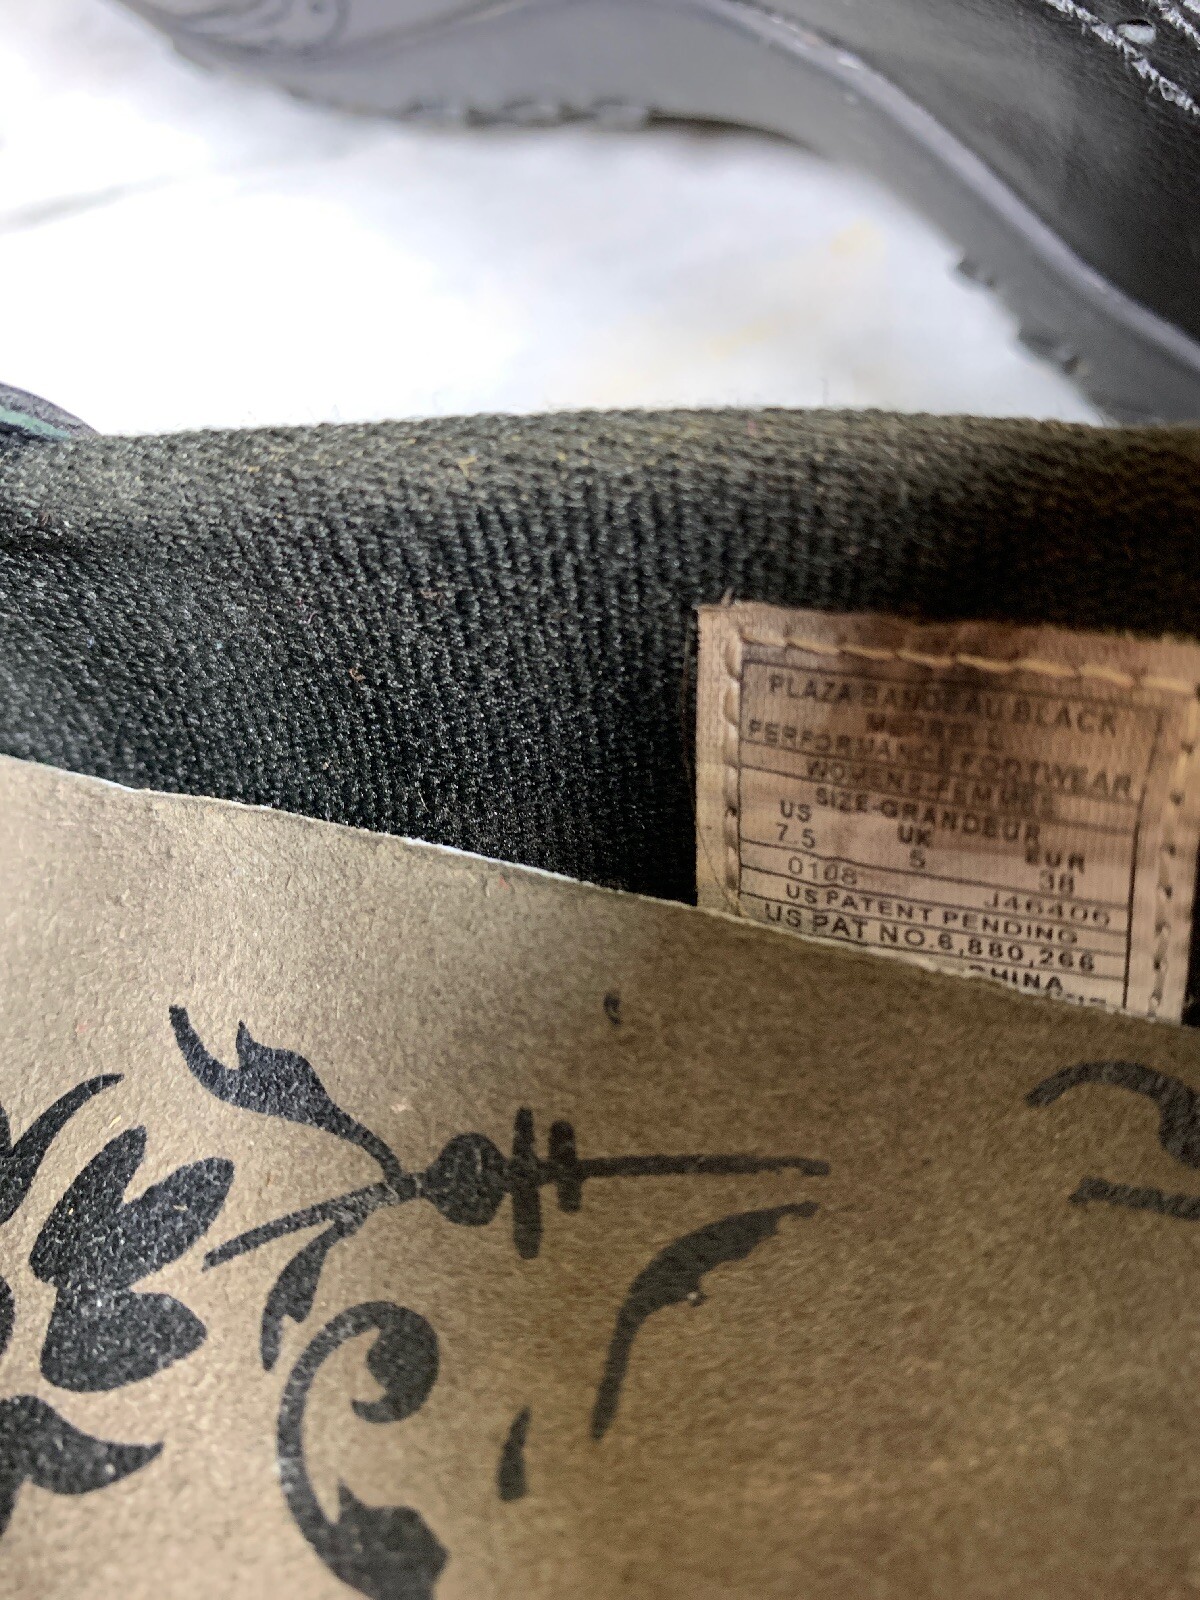 PLAZA BANDEAU BLACK
MERRELL
PERFORMANCE FOOTWEAR
WOMENS-FEMMES
SIZE-GRANDEUR
US UK EUR
7.5 5 38
0108 J46406
US PATENT PENDING
US PAT NO.6,880,266
CHINA